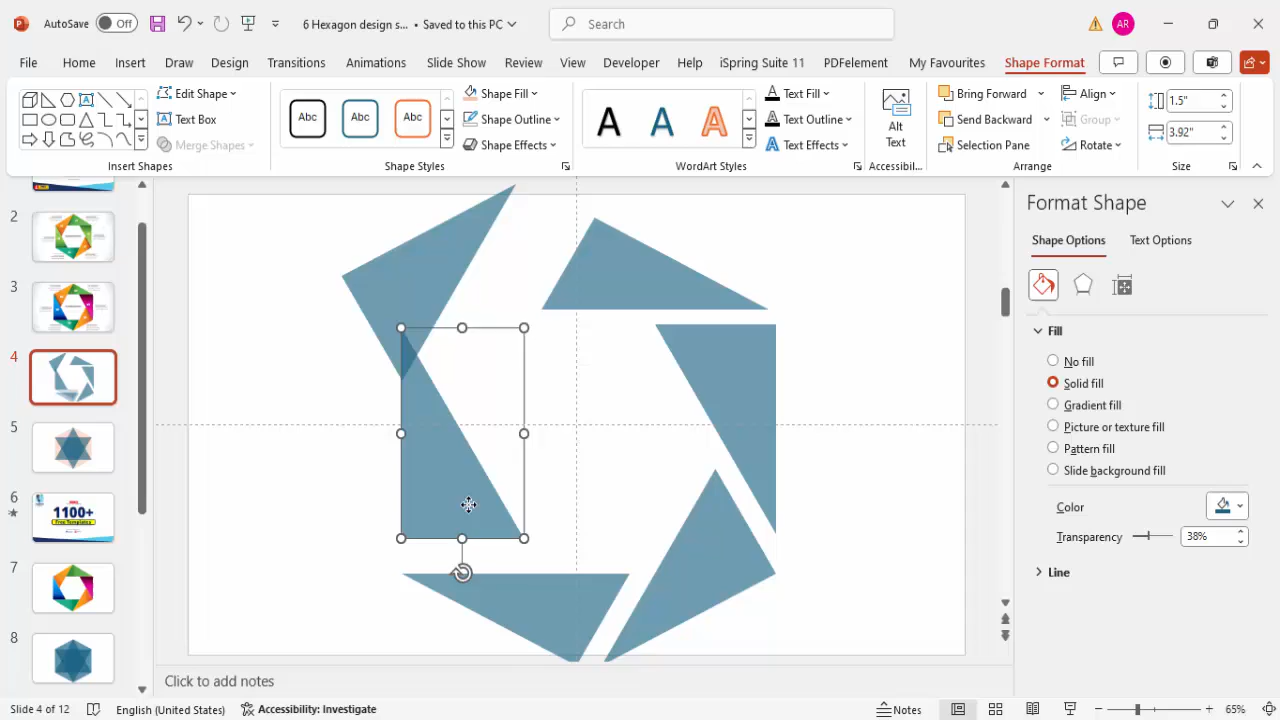 AutoSave Off 6 Hexagon design s... • Saved to this PC Search AR
File Home Insert Draw Design Transitions Animations Slide Show Review View Developer Help iSpring Suite 11 PDFelement My Favourites Shape Format
Edit Shape
Text Box
Merge Shapes
Insert Shapes
Abc Abc Abc
Shape Fill
Shape Outline
Shape Effects
Shape Styles
A A A
Text Fill
Text Outline
Text Effects
WordArt Styles
Alt
Text
Accessibil...
Bring Forward
Send Backward
Selection Pane
Align
Group
Rotate
Arrange
1.5"
3.92"
Size
2
3
4
5
6
1100+
7
8
Format Shape
Shape Options Text Options
Fill
No fill
Solid fill
Gradient fill
Picture or texture fill
Pattern fill
Slide background fill
Color
Transparency 38%
Line
Click to add notes
Slide 4 of 12 English (United States) Accessibility: Investigate Notes 65%